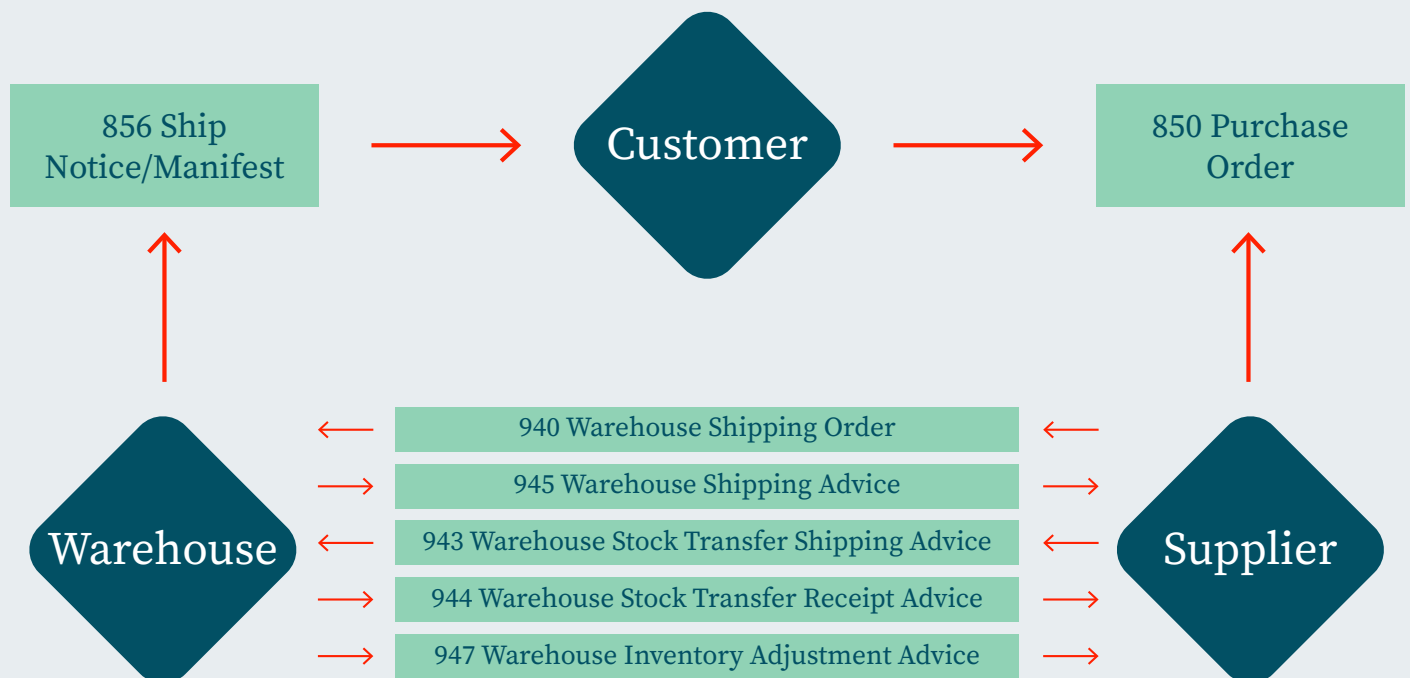 856 Ship
Notice/Manifest
Customer
850 Purchase
Order
940 Warehouse Shipping Order
945 Warehouse Shipping Advice
943 Warehouse Stock Transfer Shipping Advice
944 Warehouse Stock Transfer Receipt Advice
947 Warehouse Inventory Adjustment Advice
Warehouse
Supplier